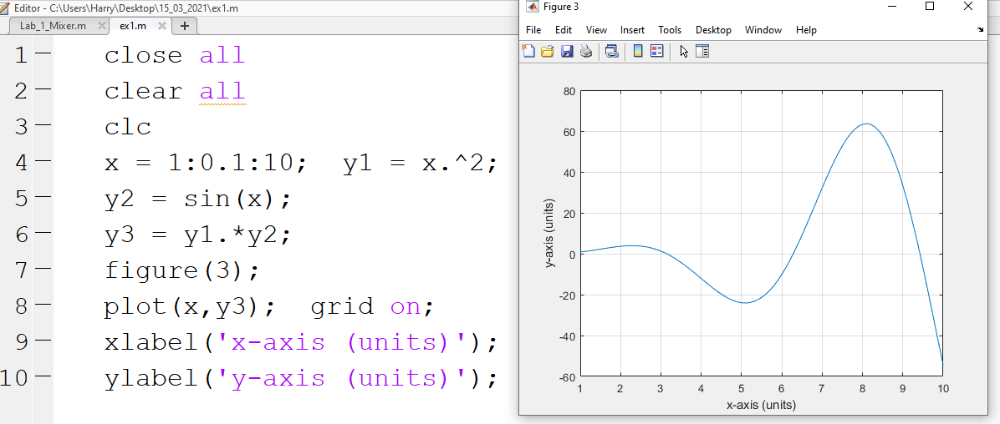 Editor - C:\Users\Harry\Desktop\15_03_2021\ex1.m
Lab_1_Mixer.m ex1.m
1 close all
2 clear all
3 clc
4 x = 1:0.1:10; y1 = x.^2;
5 y2 = sin(x);
6 y3 = y1.*y2;
7 figure(3);
8 plot(x,y3); grid on;
9 xlabel('x-axis (units)');
10 ylabel('y-axis (units)');
Figure 3
File Edit View Insert Tools Desktop Window Help
80
60
40
20
0
-20
-40
-60
y-axis (units)
1 2 3 4 5 6 7 8 9 10
x-axis (units)